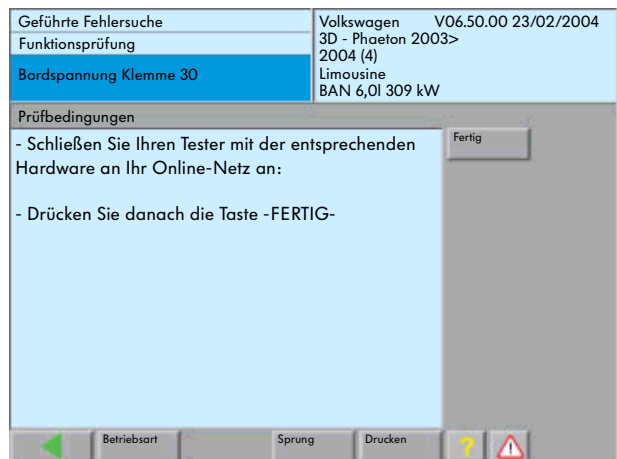 Geführte Fehlersuche
Funktionsprüfung
Bordspannung Klemme 30
Volkswagen V06.50.00 23/02/2004
3D - Phaeton 2003>
2004 (4)
Limousine
BAN 6,0l 309 kW
Prüfbedingungen
- Schließen Sie Ihren Tester mit der entsprechenden
Hardware an Ihr Online-Netz an:
- Drücken Sie danach die Taste -FERTIG-
Fertig
Betriebsart
Sprung
Drucken
?